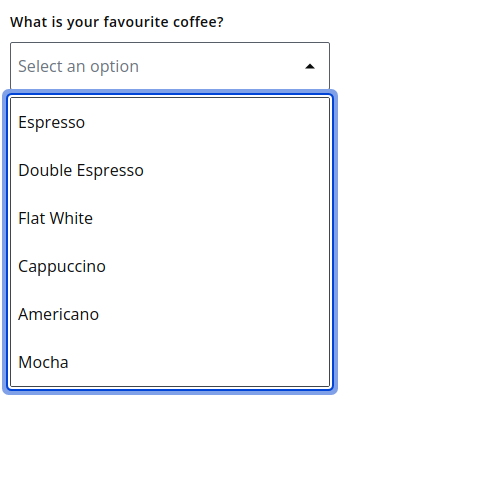 What is your favourite coffee?
Select an option
Espresso
Double Espresso
Flat White
Cappuccino
Americano
Mocha